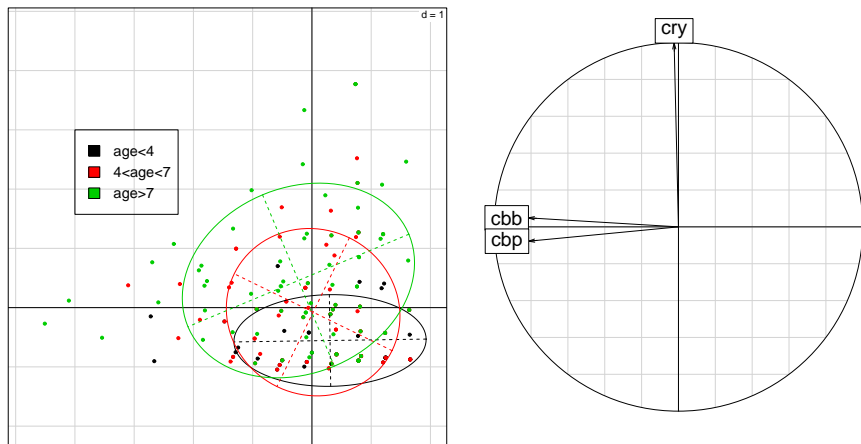 d = 1
age<4
4<age<7
age>7
cry
cbb
cbp